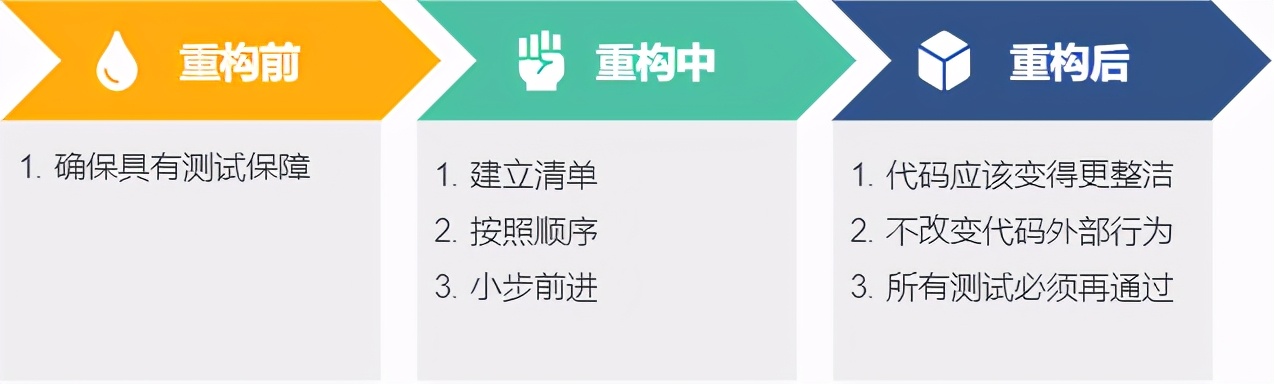 重构前
1. 确保具有测试保障
重构中
1. 建立清单
2. 按照顺序
3. 小步前进
重构后
1. 代码应该变得更整洁
2. 不改变代码外部行为
3. 所有测试必须再通过